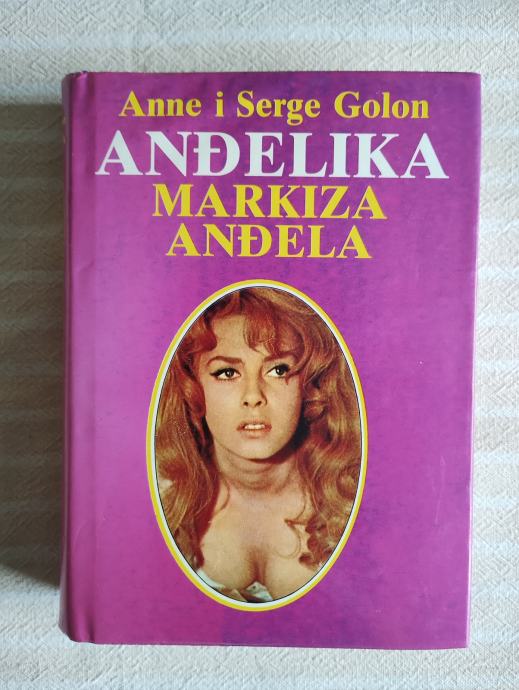 Anne i Serge Golon
ANĐELIKA
MARKIZA
ANĐELA